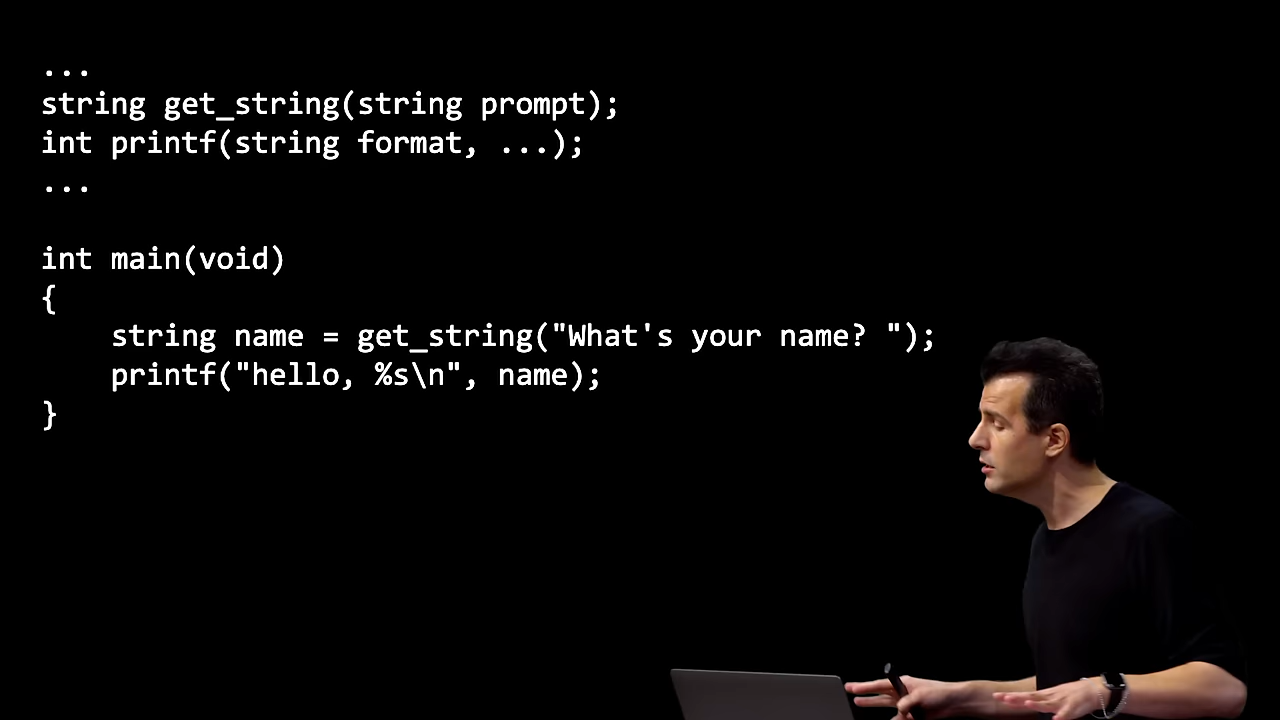 ...
string get_string(string prompt);
int printf(string format, ...);
...
int main(void)
{
    string name = get_string("What's your name? ");
    printf("hello, %s\n", name);
}